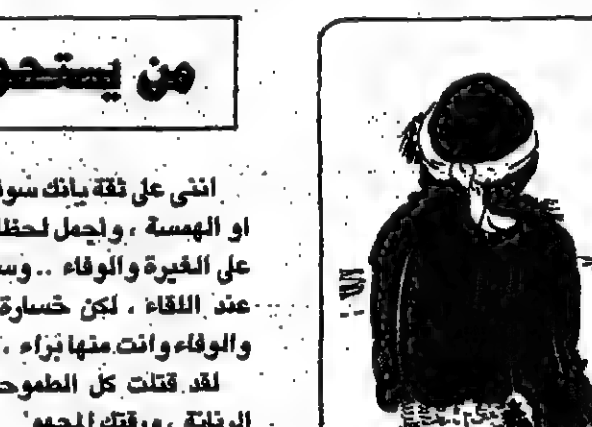 من يستحق
انني على ثقة بانك سوف
او الهمسة ، واجمل لحظا
على الغيرة والوفاء .. وس
عند اللقاء ، لكن خسارة
والوفاء وانت منها براء ،
لقد قتلت كل الطموح